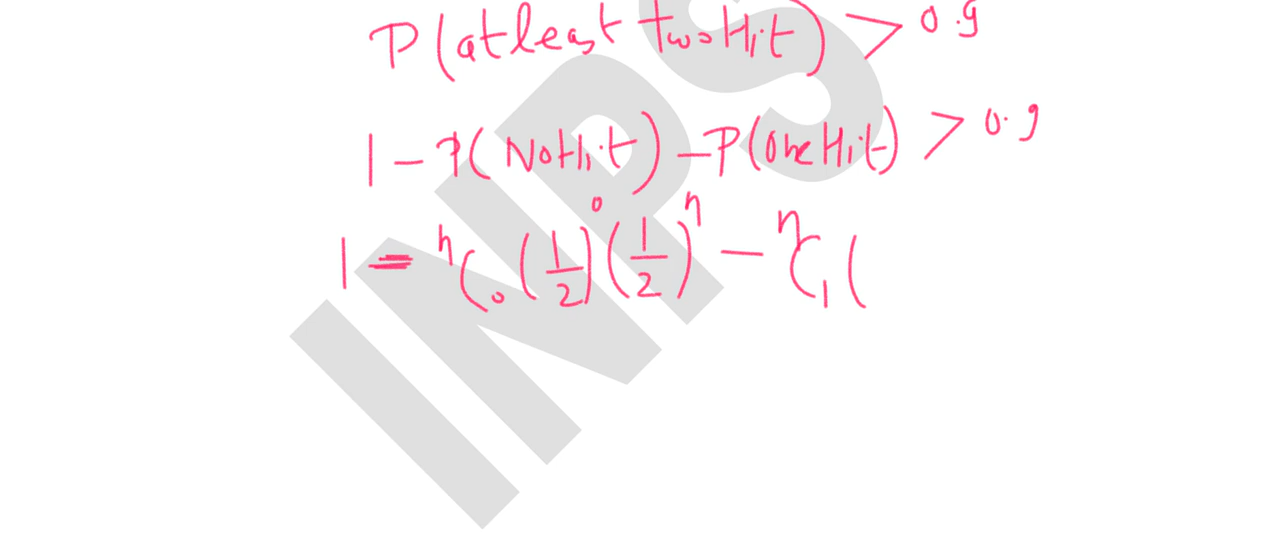 P(atleast two Hit) > 0.9
1 - P(No Hit) - P(One Hit) > 0.9
1 - ⁿC₀ (1/2)⁰ (1/2)ⁿ - ⁿC₁ (
INPS